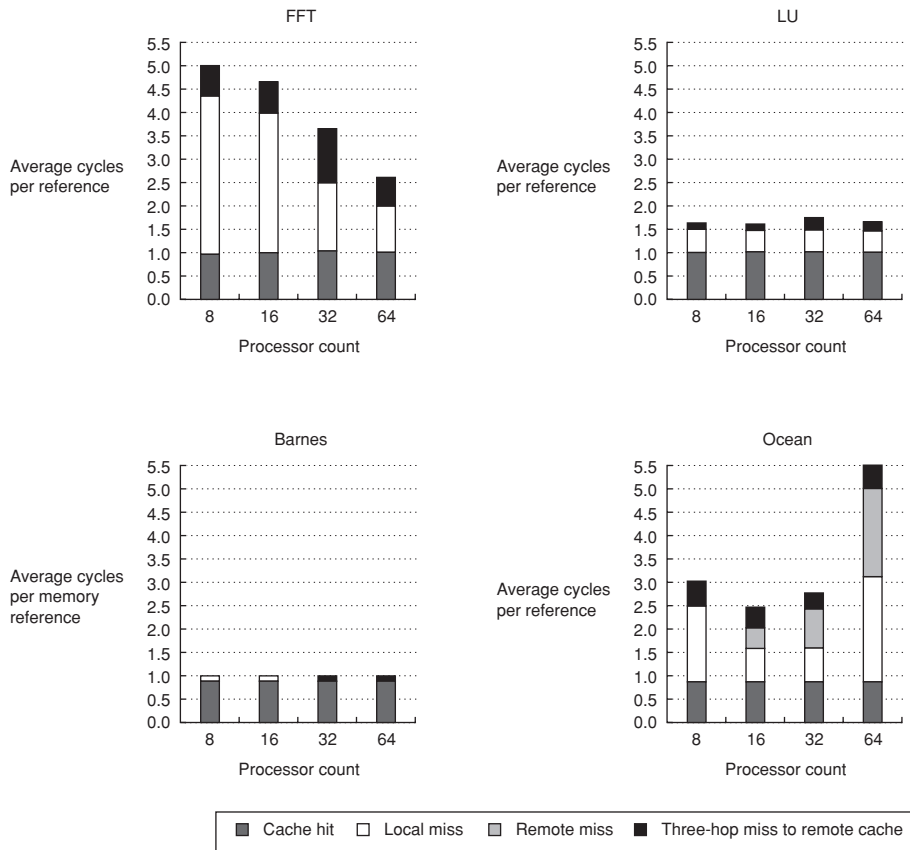 FFT
5.5
5.0
4.5
4.0
3.5
3.0
2.5
2.0
1.5
1.0
0.5
0.0
Average cycles
per reference
8 16 32 64
Processor count
LU
5.5
5.0
4.5
4.0
3.5
3.0
2.5
2.0
1.5
1.0
0.5
0.0
Average cycles
per reference
8 16 32 64
Processor count
Barnes
5.5
5.0
4.5
4.0
3.5
3.0
2.5
2.0
1.5
1.0
0.5
0.0
Average cycles
per memory
reference
8 16 32 64
Processor count
Ocean
5.5
5.0
4.5
4.0
3.5
3.0
2.5
2.0
1.5
1.0
0.5
0.0
Average cycles
per reference
8 16 32 64
Processor count
Cache hit Local miss Remote miss Three-hop miss to remote cache